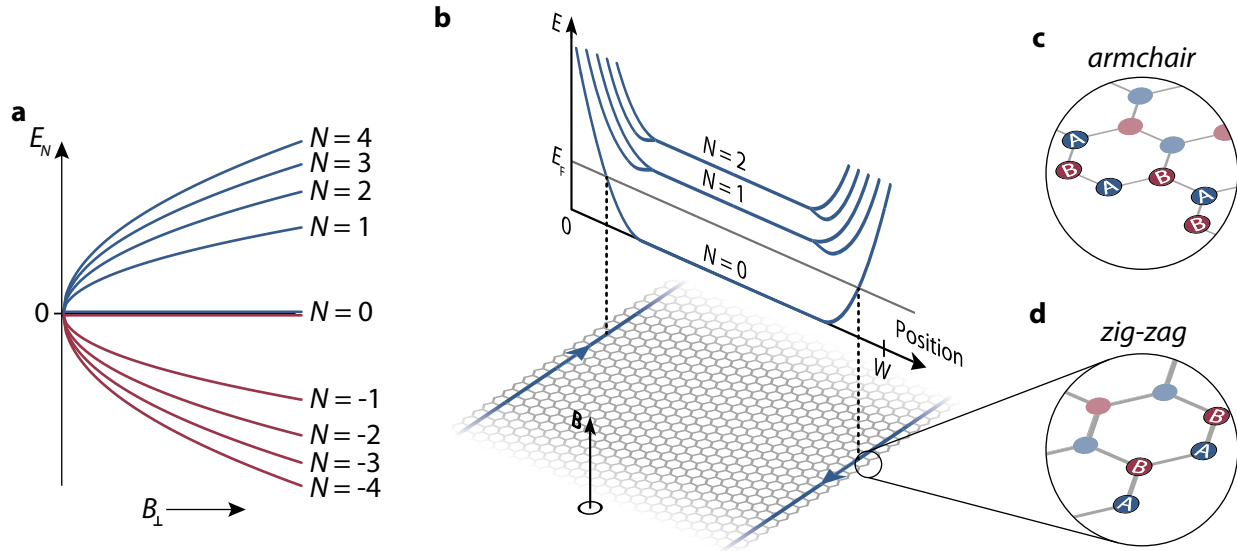 a
E_N
N = 4
N = 3
N = 2
N = 1
0
N = 0
N = -1
N = -2
N = -3
N = -4
B⊥
b
E
E_F
0
N = 2
N = 1
N = 0
Position
W
B
c
armchair
A
B
A
B
A
B
d
zig-zag
B
A
B
A